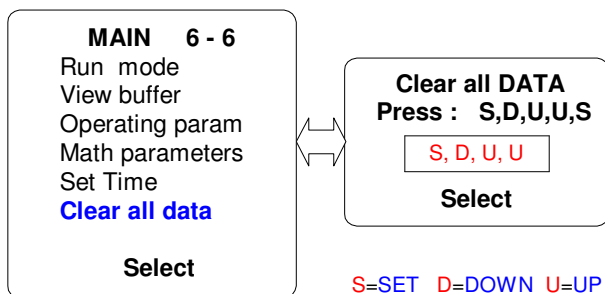 MAIN 6 - 6
Run mode
View buffer
Operating param
Math parameters
Set Time
Clear all data
Select
Clear all DATA
Press : S,D,U,U,S
S, D, U, U
Select
S=SET D=DOWN U=UP